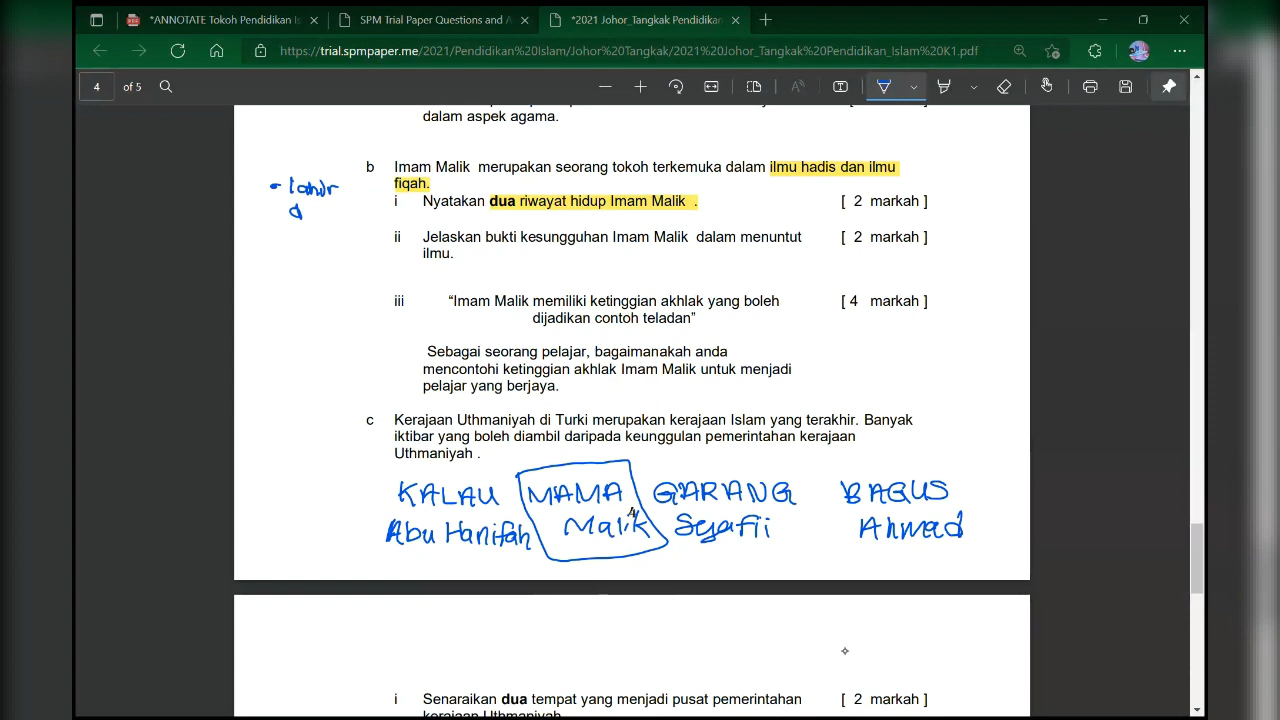 *ANNOTATE Tokoh Pendidikan Is
SPM Trial Paper Questions and A
*2021 Johor_Tangkak Pendidikan
https://trial.spmpaper.me/2021/Pendidikan%20Islam/Johor%20Tangkak/2021%20Johor_Tangkak%20Pendidikan_Islam%20K1.pdf
4 of 5
dalam aspek agama.
b Imam Malik merupakan seorang tokoh terkemuka dalam ilmu hadis dan ilmu
fiqah.
- lahir
d
i Nyatakan dua riwayat hidup Imam Malik . [ 2 markah ]
ii Jelaskan bukti kesungguhan Imam Malik dalam menuntut [ 2 markah ]
ilmu.
iii “Imam Malik memiliki ketinggian akhlak yang boleh [ 4 markah ]
dijadikan contoh teladan”
Sebagai seorang pelajar, bagaimanakah anda
mencontohi ketinggian akhlak Imam Malik untuk menjadi
pelajar yang berjaya.
c Kerajaan Uthmaniyah di Turki merupakan kerajaan Islam yang terakhir. Banyak
iktibar yang boleh diambil daripada keunggulan pemerintahan kerajaan
Uthmaniyah .
KALAU MAMA GARANG BAGUS
Abu Hanifah Malik Syafii Ahmad
i Senaraikan dua tempat yang menjadi pusat pemerintahan [ 2 markah ]
kerajaan Uthmaniyah